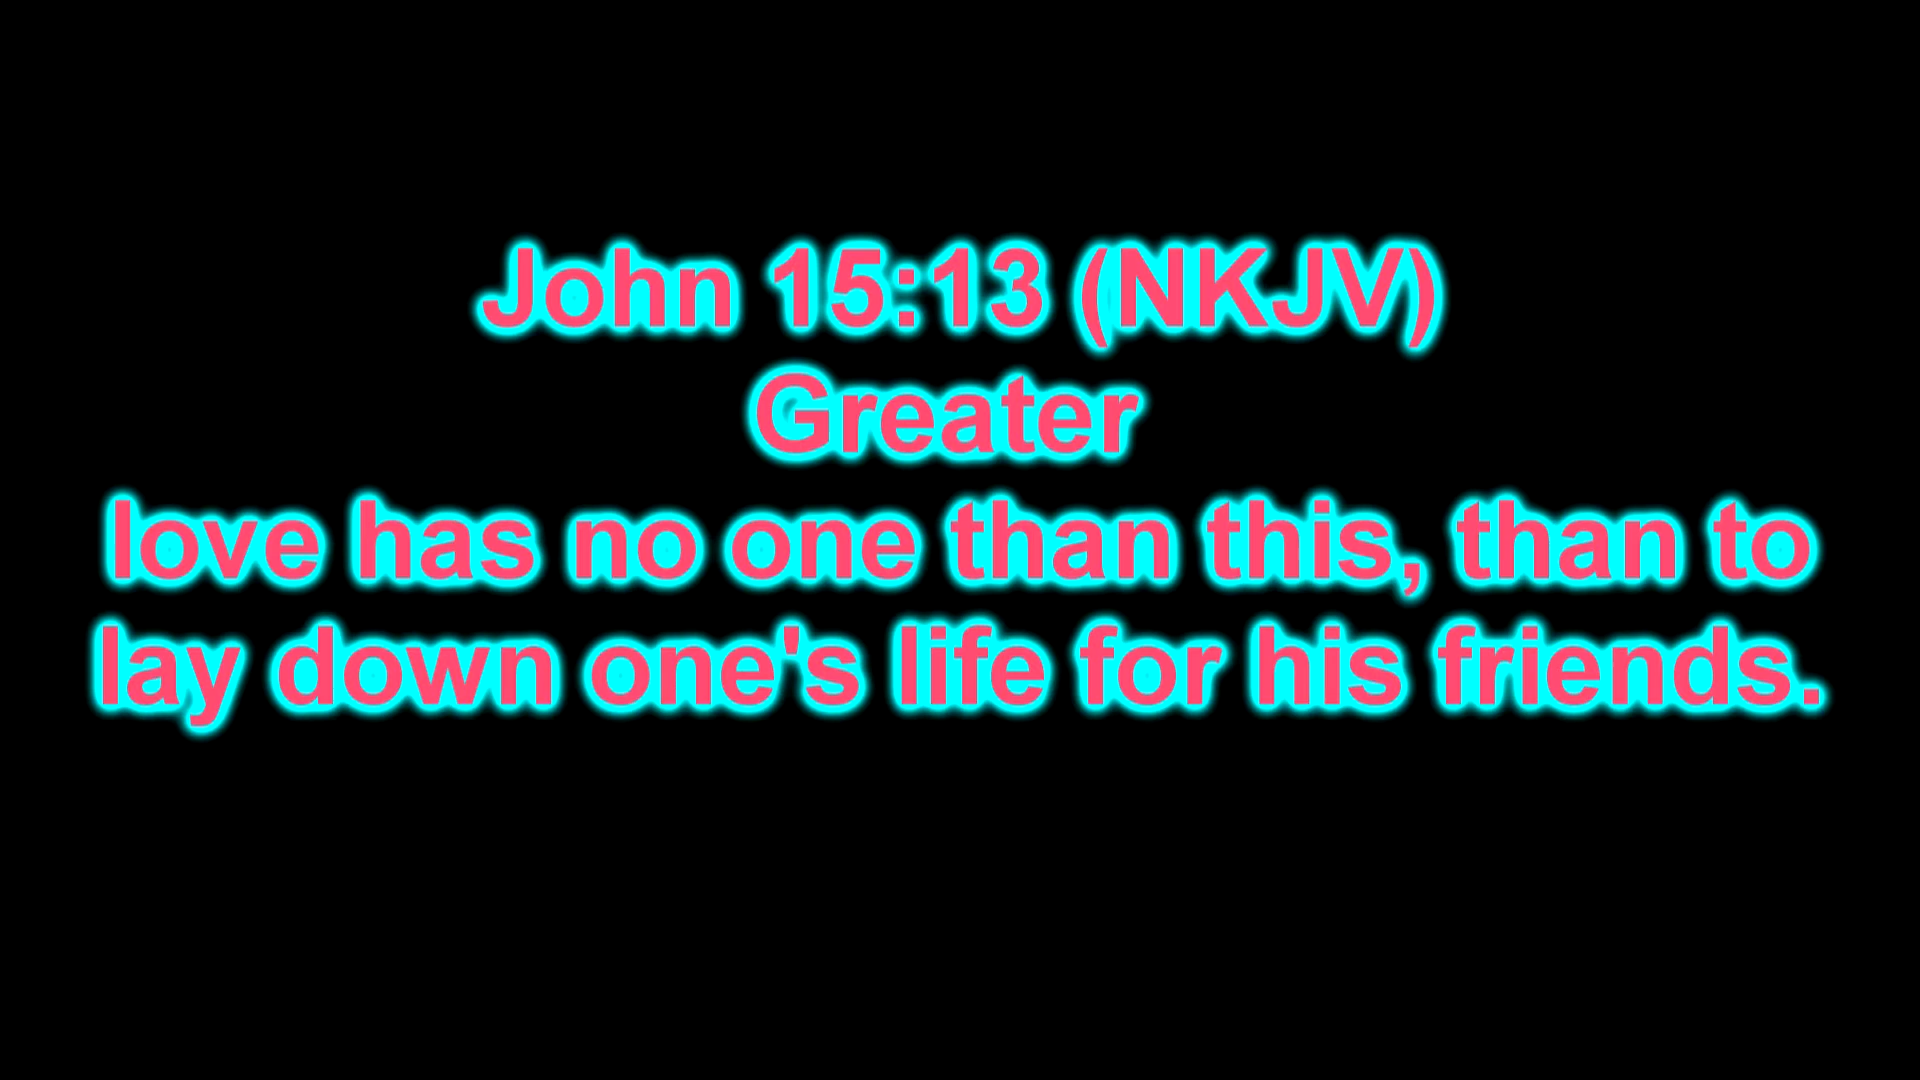 John 15:13 (NKJV)
Greater
love has no one than this, than to
lay down one's life for his friends.